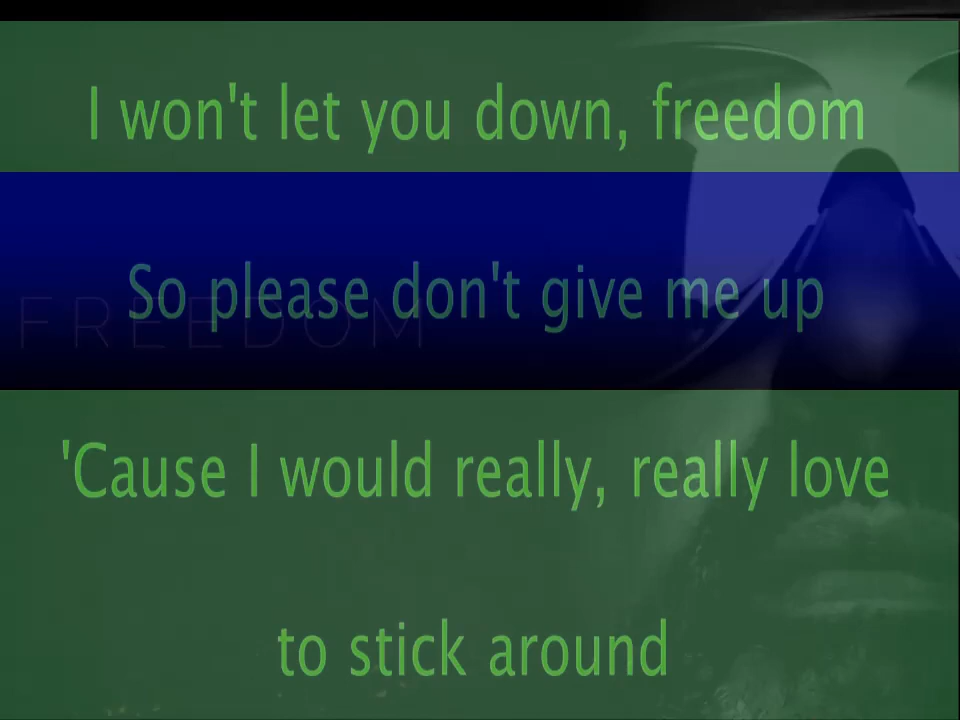 I won't let you down, freedom
So please don't give me up
FREEDOM
'Cause I would really, really love
to stick around